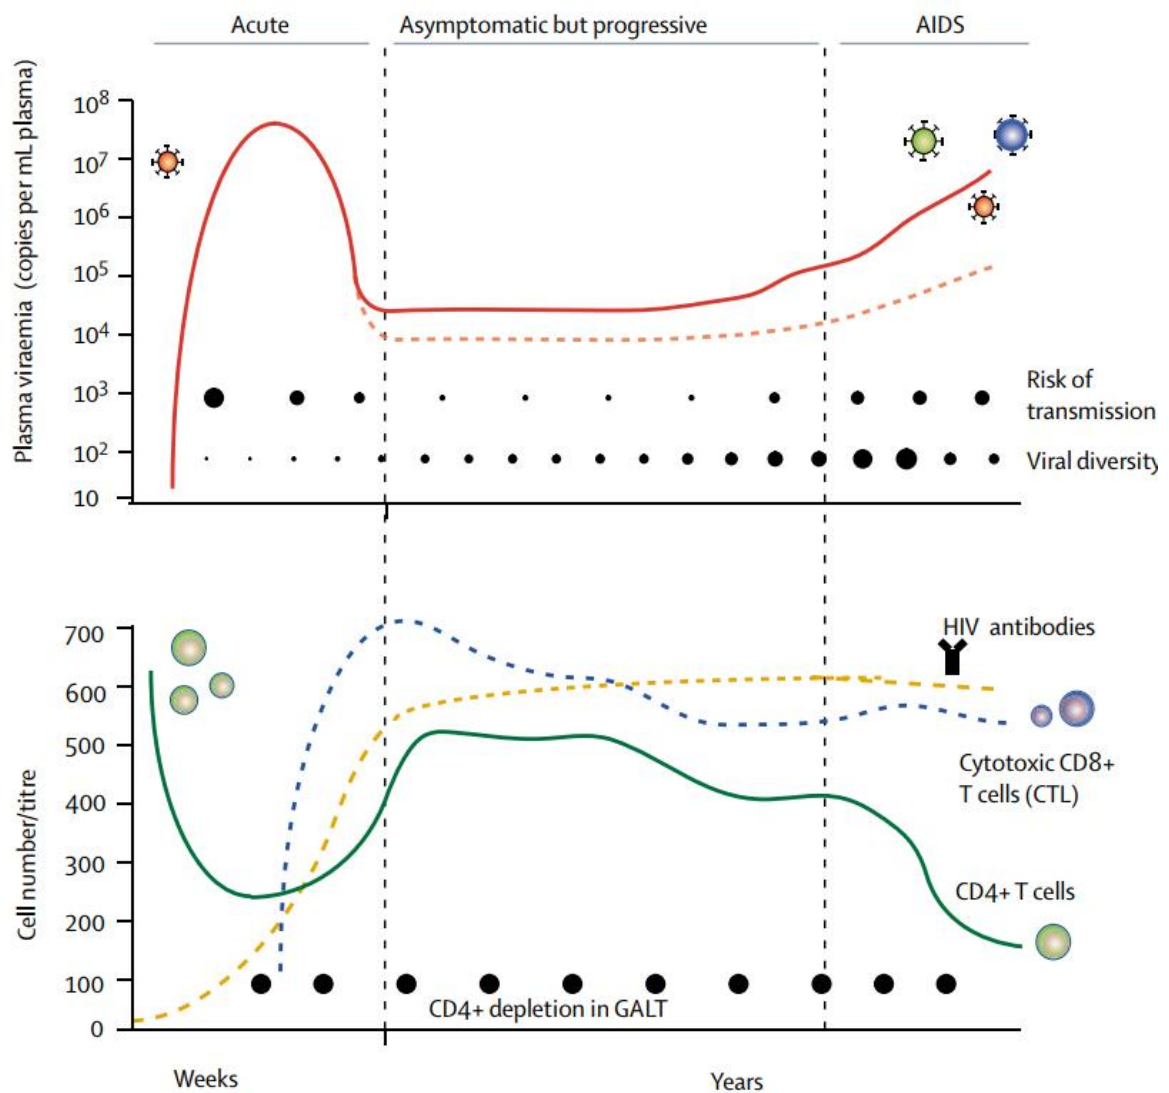 Acute
Asymptomatic but progressive
AIDS
Plasma viraemia (copies per mL plasma)
10⁸
10⁷
10⁶
10⁵
10⁴
10³
10²
10
Risk of
transmission
Viral diversity
Cell number/titre
700
600
500
400
300
200
100
0
HIV antibodies
Cytotoxic CD8+
T cells (CTL)
CD4+ T cells
CD4+ depletion in GALT
Weeks
Years